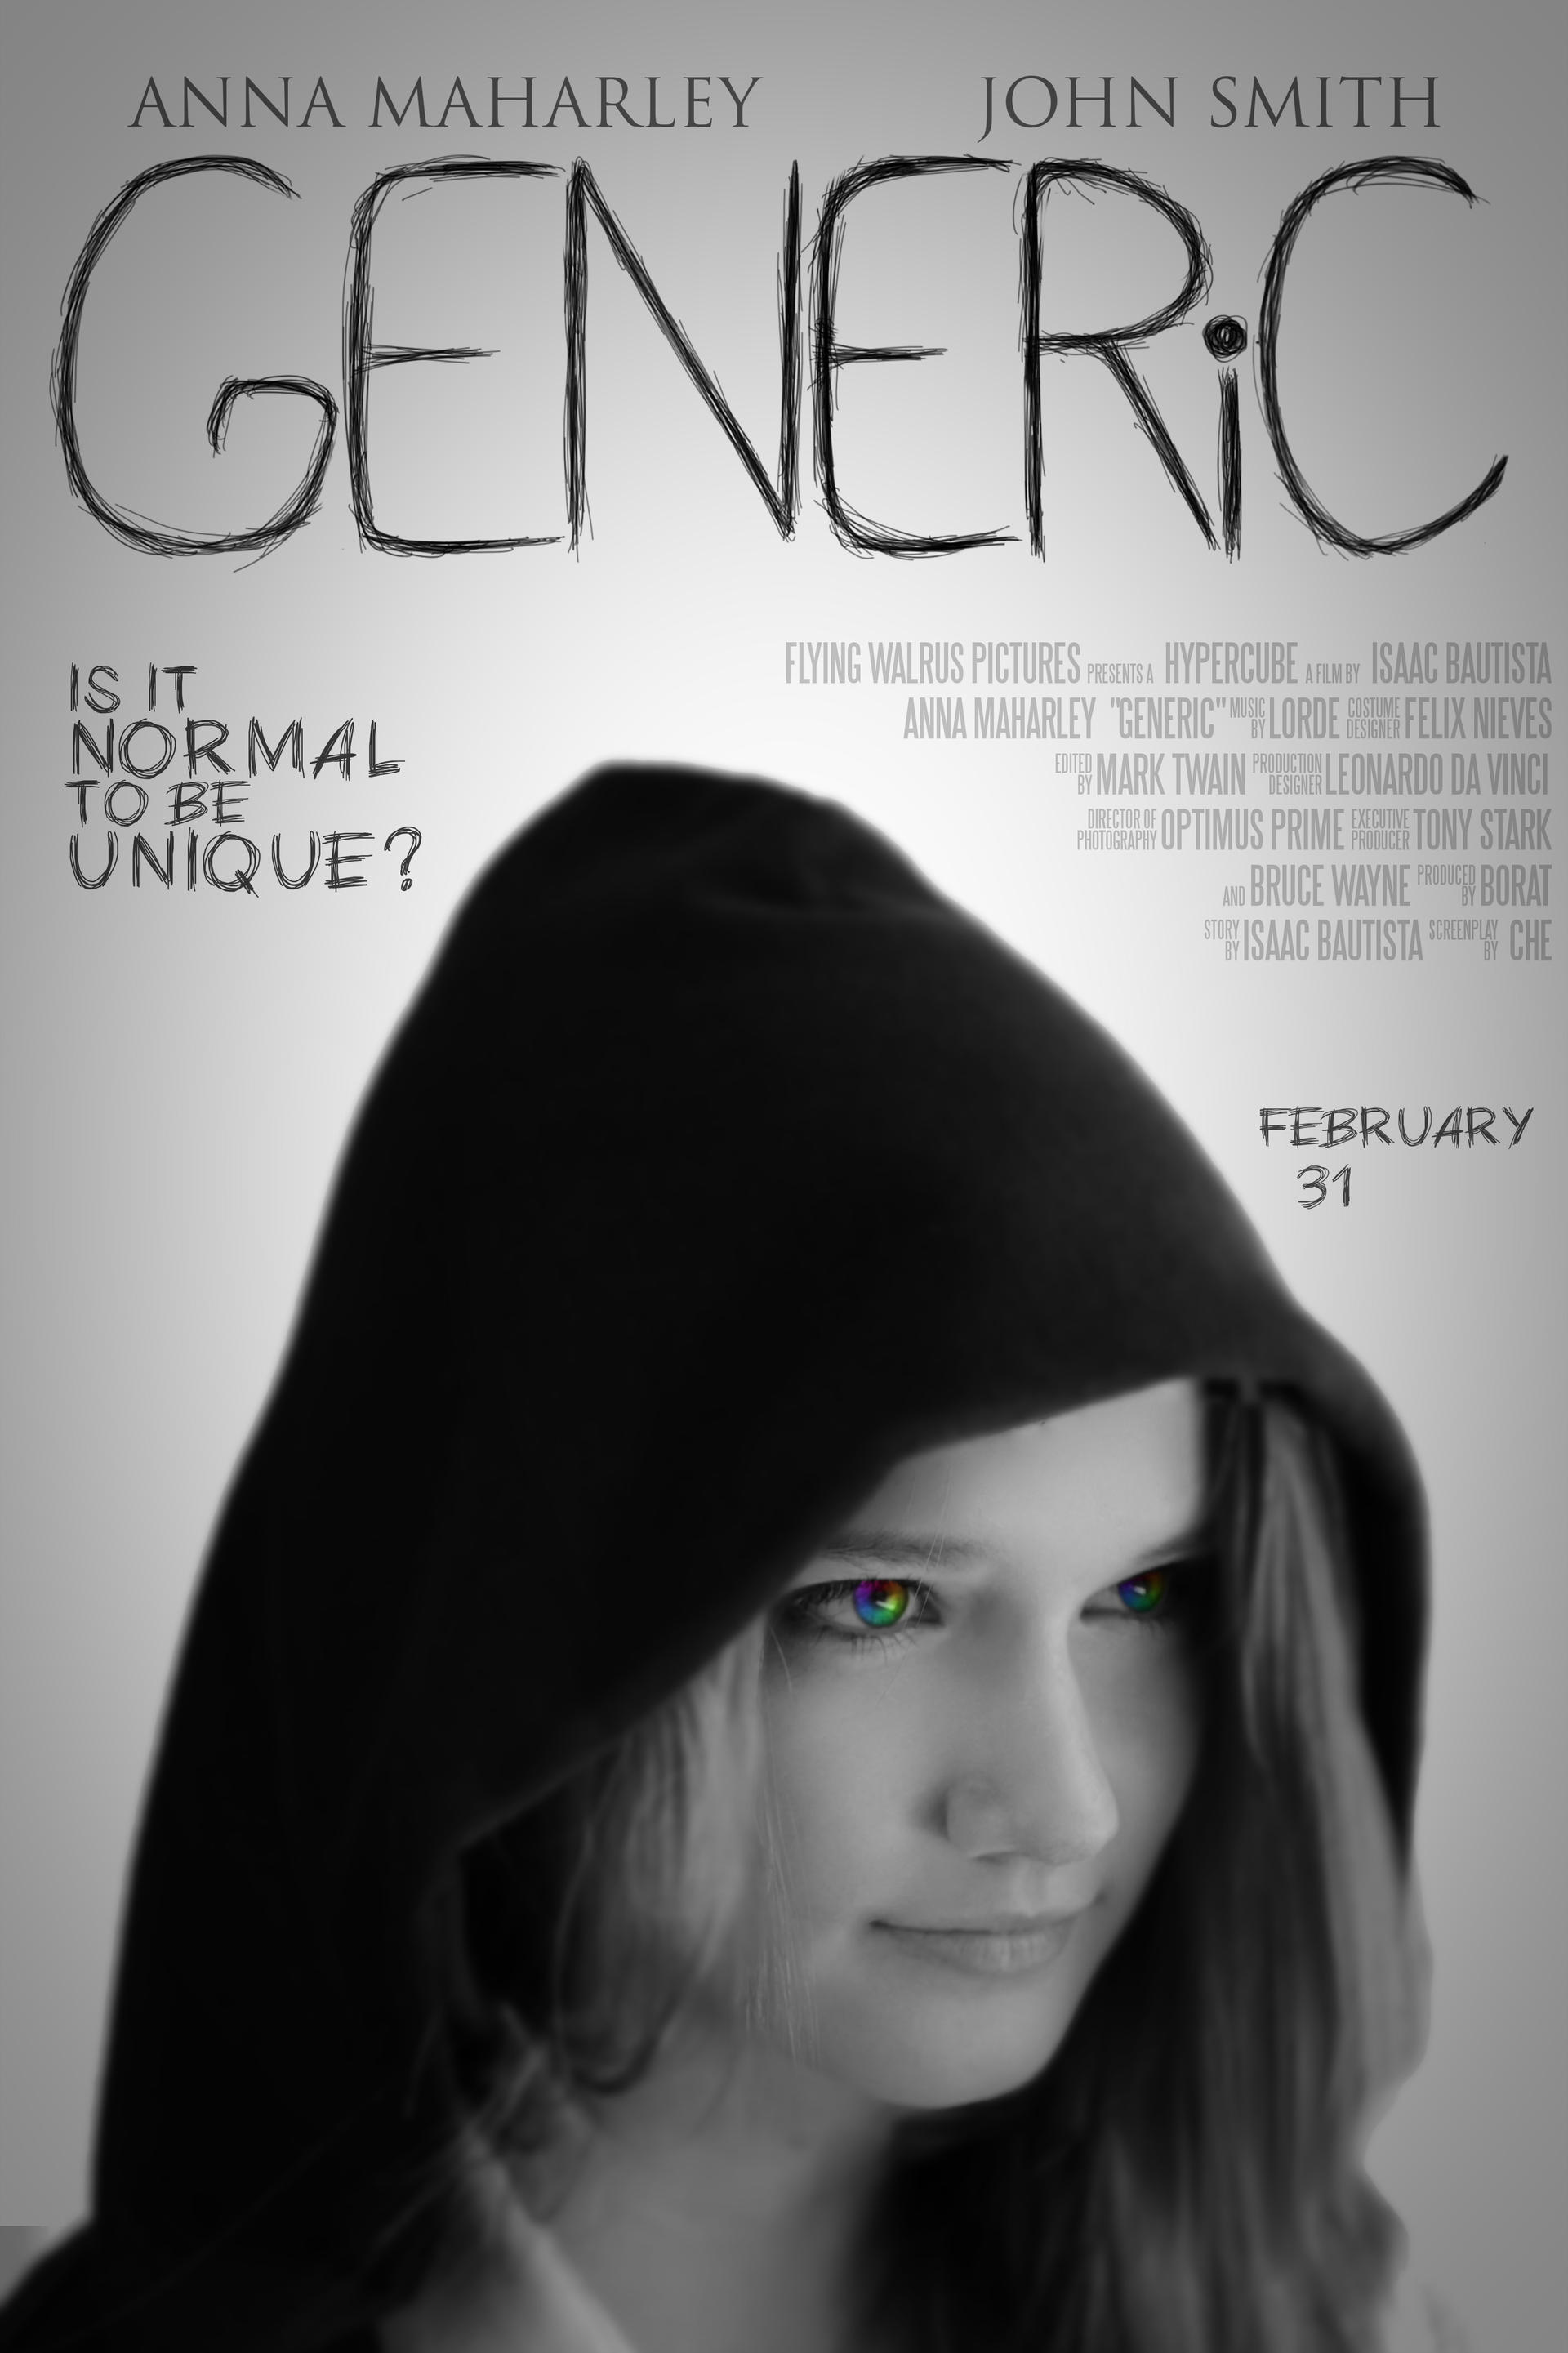 ANNA MAHARLEY JOHN SMITH
GENERiC
IS IT
NORMAL
TO BE
UNIQUE?
FLYING WALRUS PICTURES PRESENTS A HYPERCUBE A FILM BY ISAAC BAUTISTA
ANNA MAHARLEY "GENERIC" MUSIC BY LORDE COSTUME DESIGNER FELIX NIEVES
EDITED BY MARK TWAIN PRODUCTION DESIGNER LEONARDO DA VINCI
DIRECTOR OF PHOTOGRAPHY OPTIMUS PRIME EXECUTIVE PRODUCER TONY STARK
AND BRUCE WAYNE PRODUCED BY BORAT
STORY BY ISAAC BAUTISTA SCREENPLAY BY CHE
FEBRUARY
31